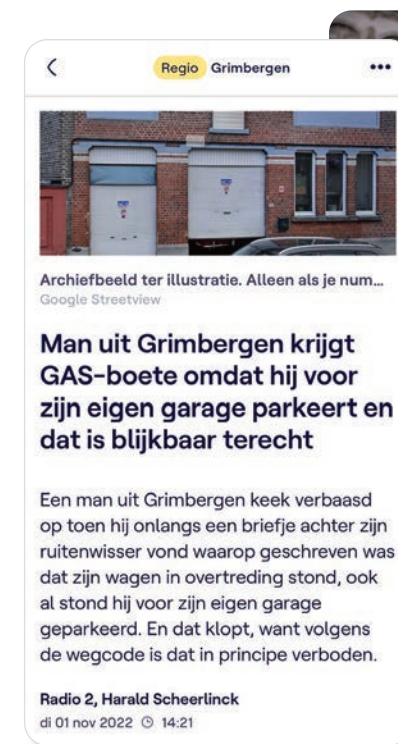 Regio Grimbergen
Archiefbeeld ter illustratie. Alleen als je num...
Google Streetview
Man uit Grimbergen krijgt
GAS-boete omdat hij voor
zijn eigen garage parkeert en
dat is blijkbaar terecht
Een man uit Grimbergen keek verbaasd
op toen hij onlangs een briefje achter zijn
ruitenwisser vond waarop geschreven was
dat zijn wagen in overtreding stond, ook
al stond hij voor zijn eigen garage
geparkeerd. En dat klopt, want volgens
de wegcode is dat in principe verboden.
Radio 2, Harald Scheerlinck
di 01 nov 2022 14:21